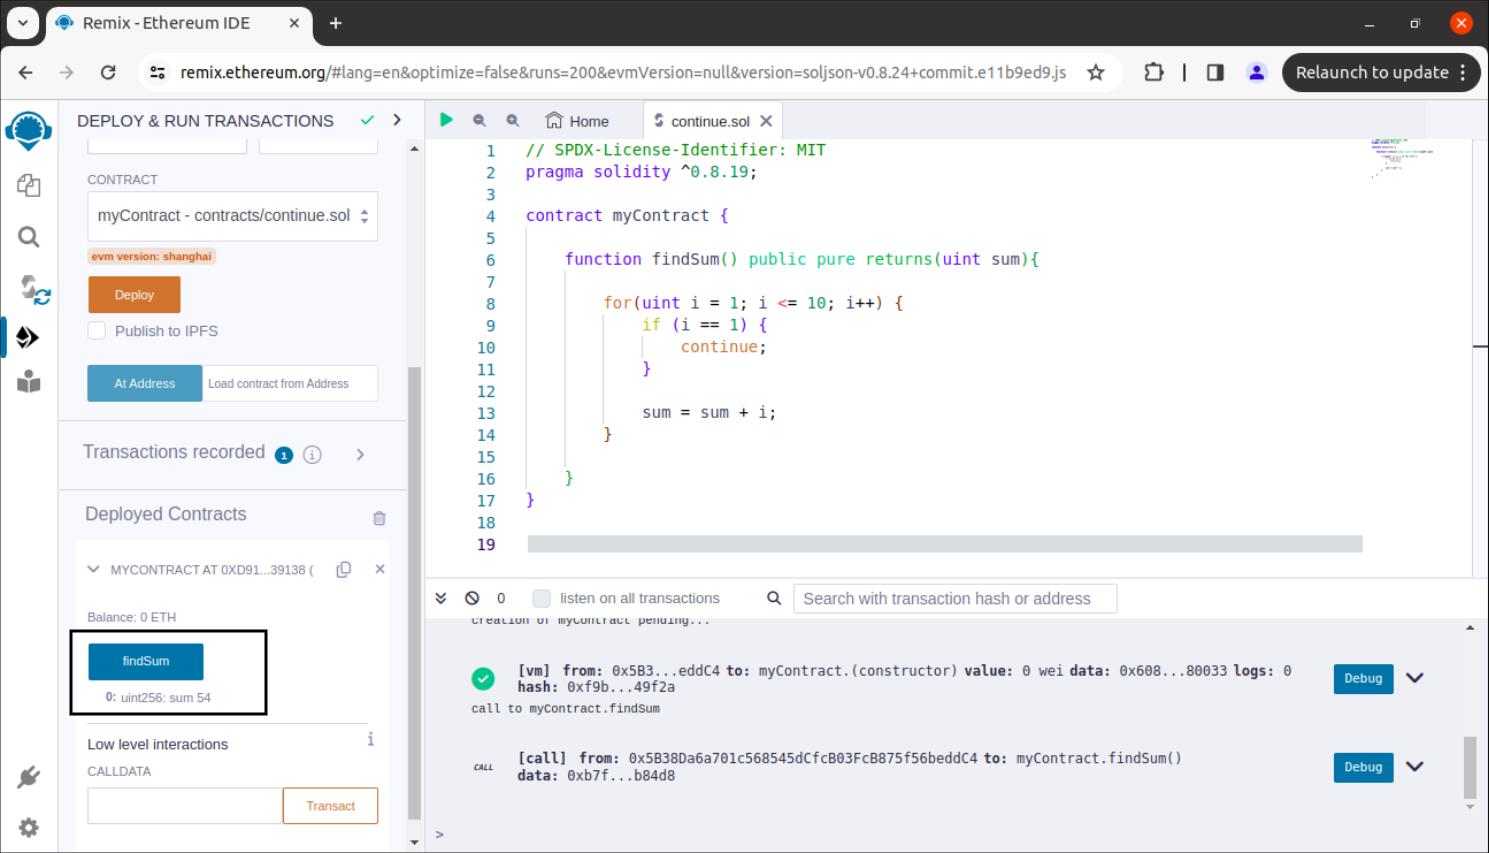 Remix - Ethereum IDE
remix.ethereum.org/#lang=en&optimize=false&runs=200&evmVersion=null&version=soljson-v0.8.24+commit.e11b9ed9.js
Relaunch to update
DEPLOY & RUN TRANSACTIONS
CONTRACT
myContract - contracts/continue.sol
evm version: shanghai
Deploy
Publish to IPFS
At Address
Load contract from Address
Transactions recorded 1 i
Deployed Contracts
MYCONTRACT AT 0XD91...39138 (
Balance: 0 ETH
findSum
0: uint256: sum 54
Low level interactions i
CALLDATA
Transact
Home
continue.sol
1 // SPDX-License-Identifier: MIT
2 pragma solidity ^0.8.19;
3
4 contract myContract {
5
6 function findSum() public pure returns(uint sum){
7
8 for(uint i = 1; i <= 10; i++) {
9 if (i == 1) {
10 continue;
11 }
12
13 sum = sum + i;
14 }
15
16 }
17 }
18
19
0 listen on all transactions
Search with transaction hash or address
creation of myContract pending...
[vm] from: 0x5B3...eddC4 to: myContract.(constructor) value: 0 wei data: 0x608...80033 logs: 0
hash: 0xf9b...49f2a
Debug
call to myContract.findSum
CALL
[call] from: 0x5B38Da6a701c568545dCfcB03FcB875f56beddC4 to: myContract.findSum()
data: 0xb7f...b84d8
Debug
>